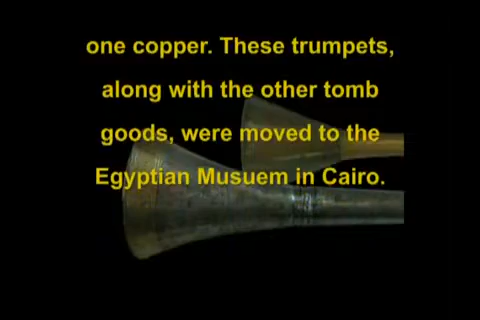 one copper. These trumpets,
along with the other tomb
goods, were moved to the
Egyptian Musuem in Cairo.